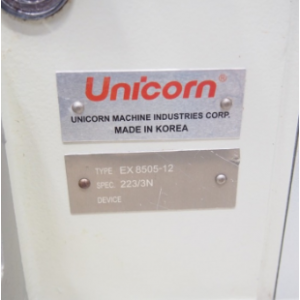 Unicorn®
UNICORN MACHINE INDUSTRIES CORP.
MADE IN KOREA
TYPE EX 8505-12
SPEC. 223/3N
DEVICE